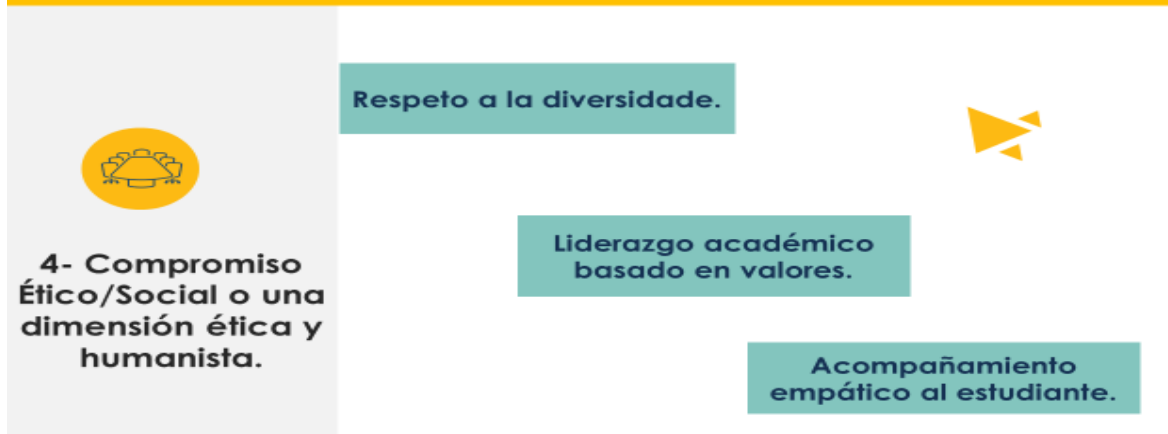 Respeto a la diversidade.
4- Compromiso
Ético/Social o una
dimensión ética y
humanista.
Liderazgo académico
basado en valores.
Acompañamiento
empático al estudiante.